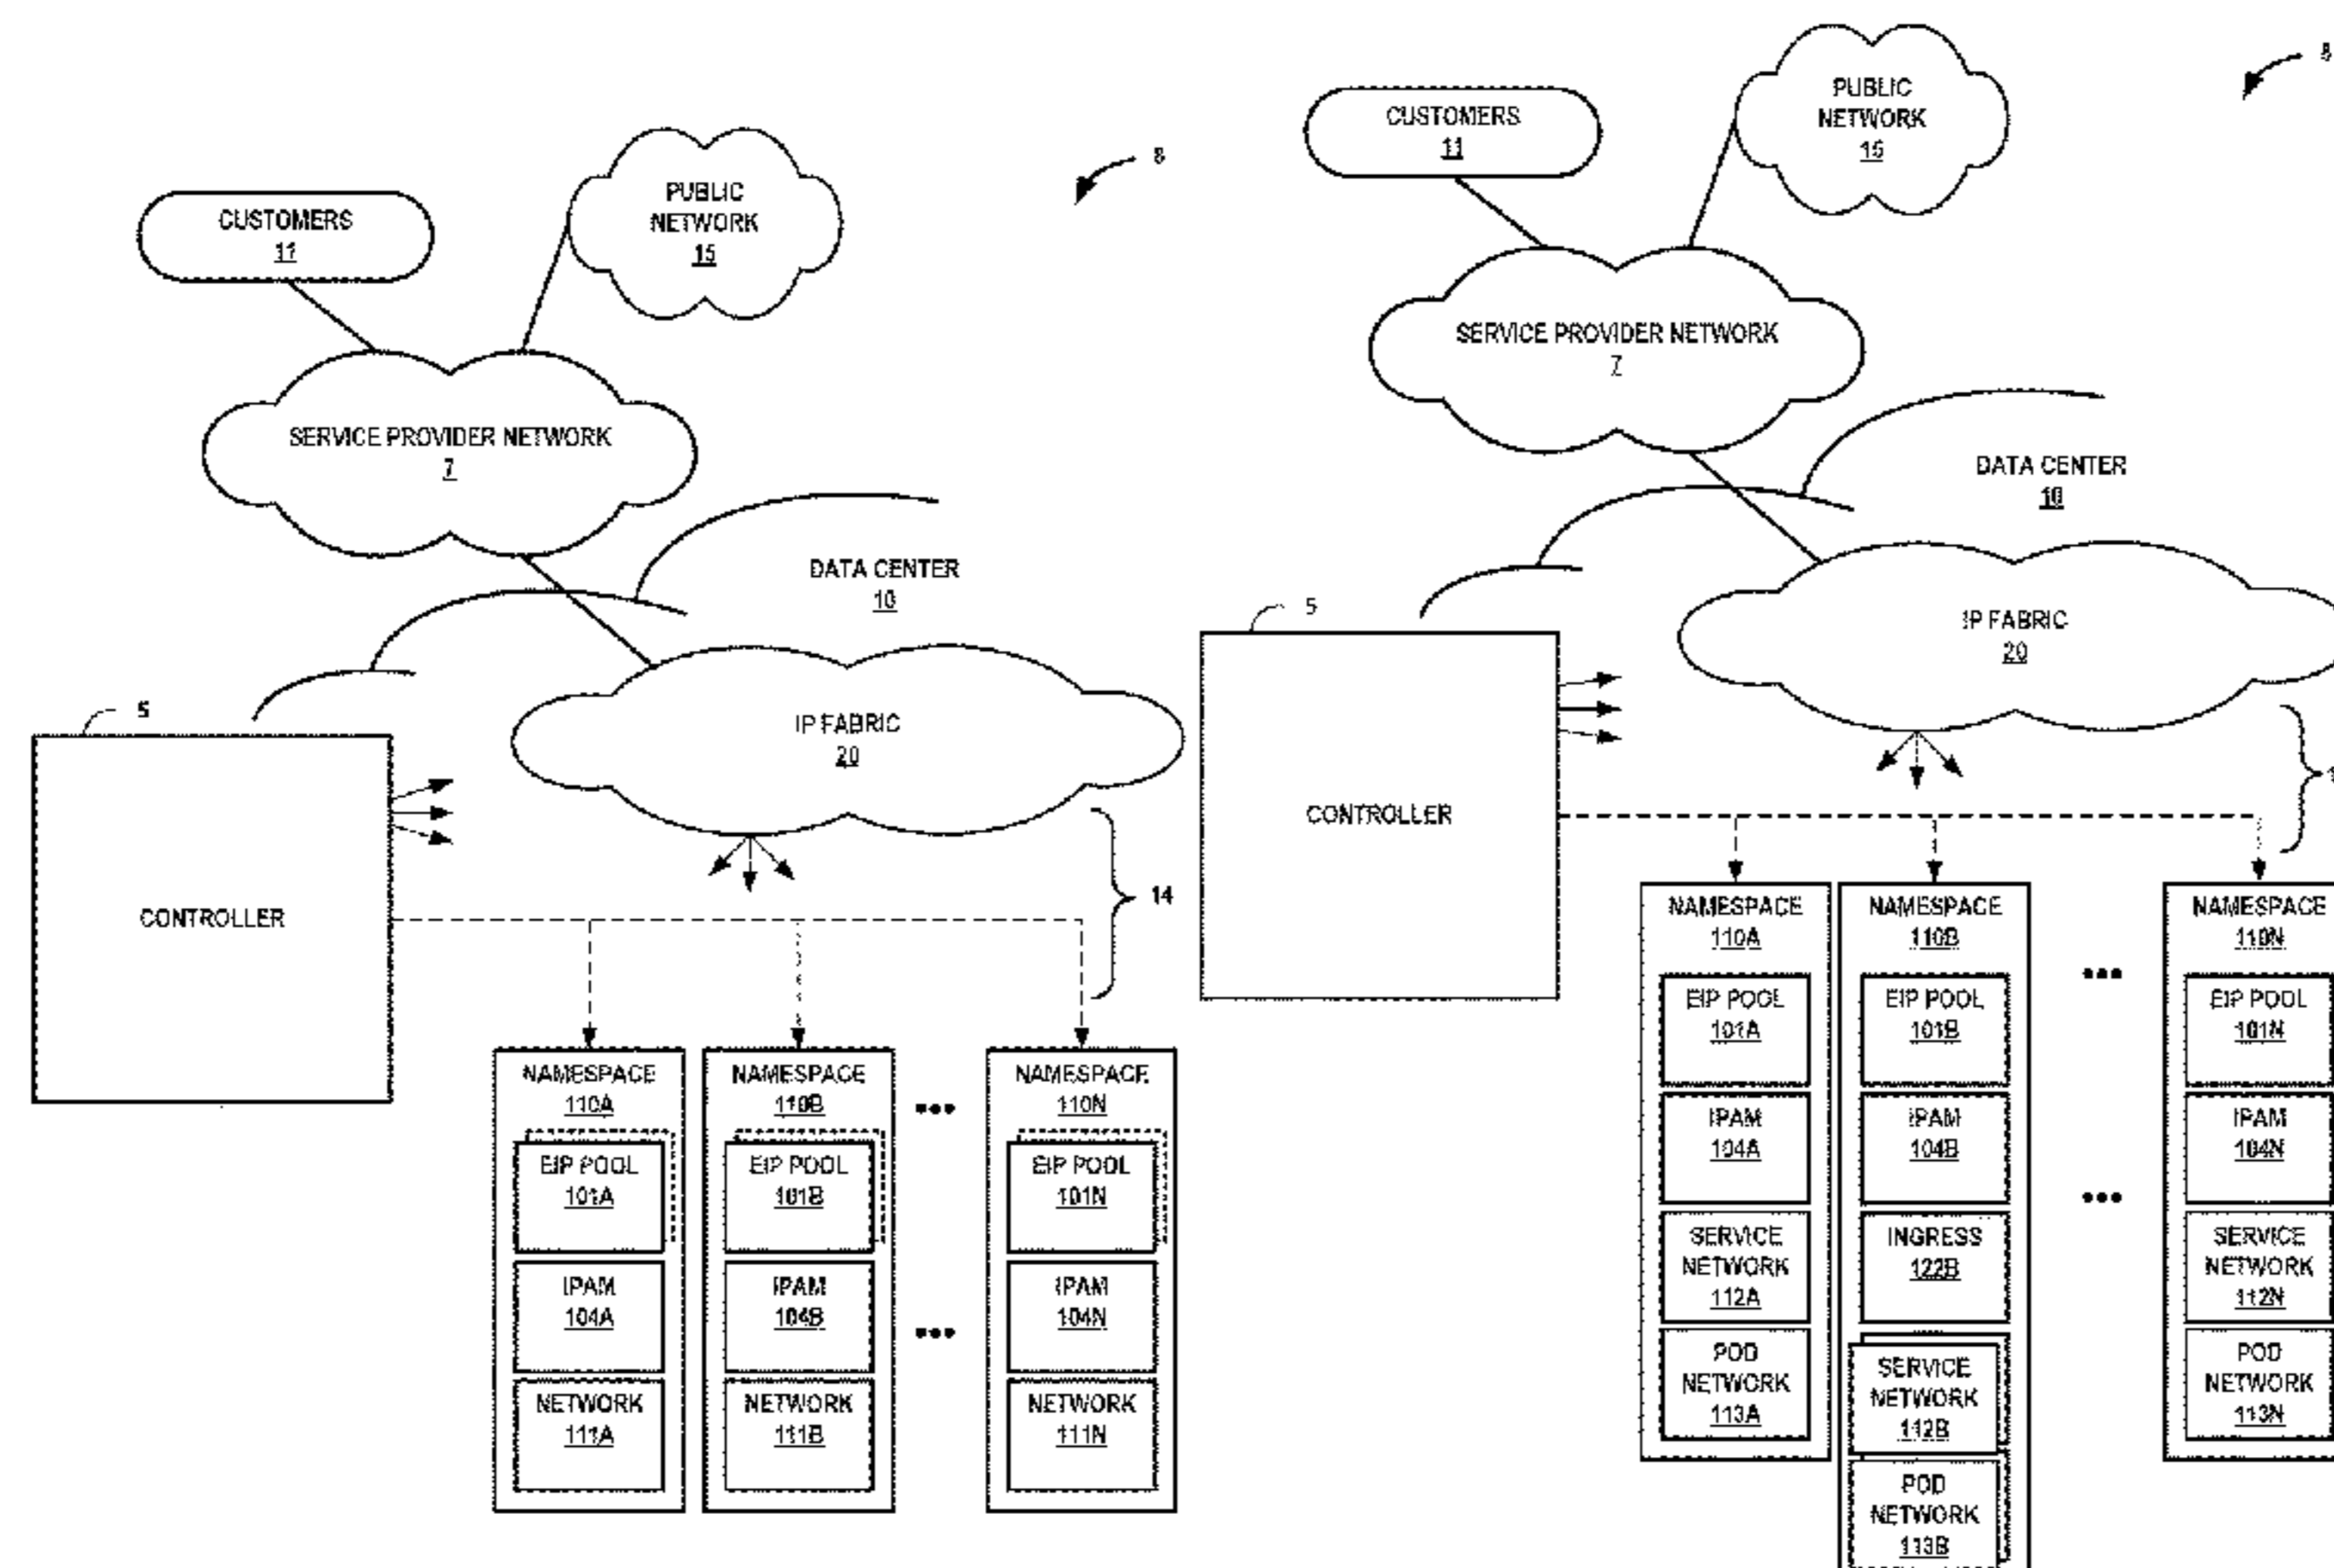 CUSTOMERS
11
PUBLIC
NETWORK
15
8
SERVICE PROVIDER NETWORK
7
DATA CENTER
10
5
IP FABRIC
20
CONTROLLER
14
NAMESPACE
110A
EIP POOL
101A
IPAM
104A
NETWORK
111A
NAMESPACE
110B
EIP POOL
101B
IPAM
104B
NETWORK
111B
•••
•••
NAMESPACE
110N
EIP POOL
101N
IPAM
104N
NETWORK
111N
CUSTOMERS
11
PUBLIC
NETWORK
15
8
SERVICE PROVIDER NETWORK
7
DATA CENTER
10
5
IP FABRIC
20
CONTROLLER
NAMESPACE
110A
EIP POOL
101A
IPAM
104A
SERVICE
NETWORK
112A
POD
NETWORK
113A
NAMESPACE
110B
EIP POOL
101B
IPAM
104B
INGRESS
122B
SERVICE
NETWORK
112B
POD
NETWORK
113B
•••
•••
NAMESPACE
110N
EIP POOL
101N
IPAM
104N
SERVICE
NETWORK
112N
POD
NETWORK
113N